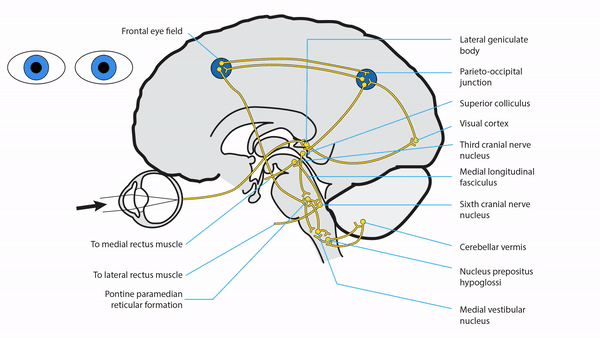 Frontal eye field
Lateral geniculate
body
Parieto-occipital
junction
Superior colliculus
Visual cortex
Third cranial nerve
nucleus
Medial longitudinal
fasciculus
Sixth cranial nerve
nucleus
To medial rectus muscle
Cerebellar vermis
To lateral rectus muscle
Nucleus prepositus
hypoglossi
Pontine paramedian
reticular formation
Medial vestibular
nucleus